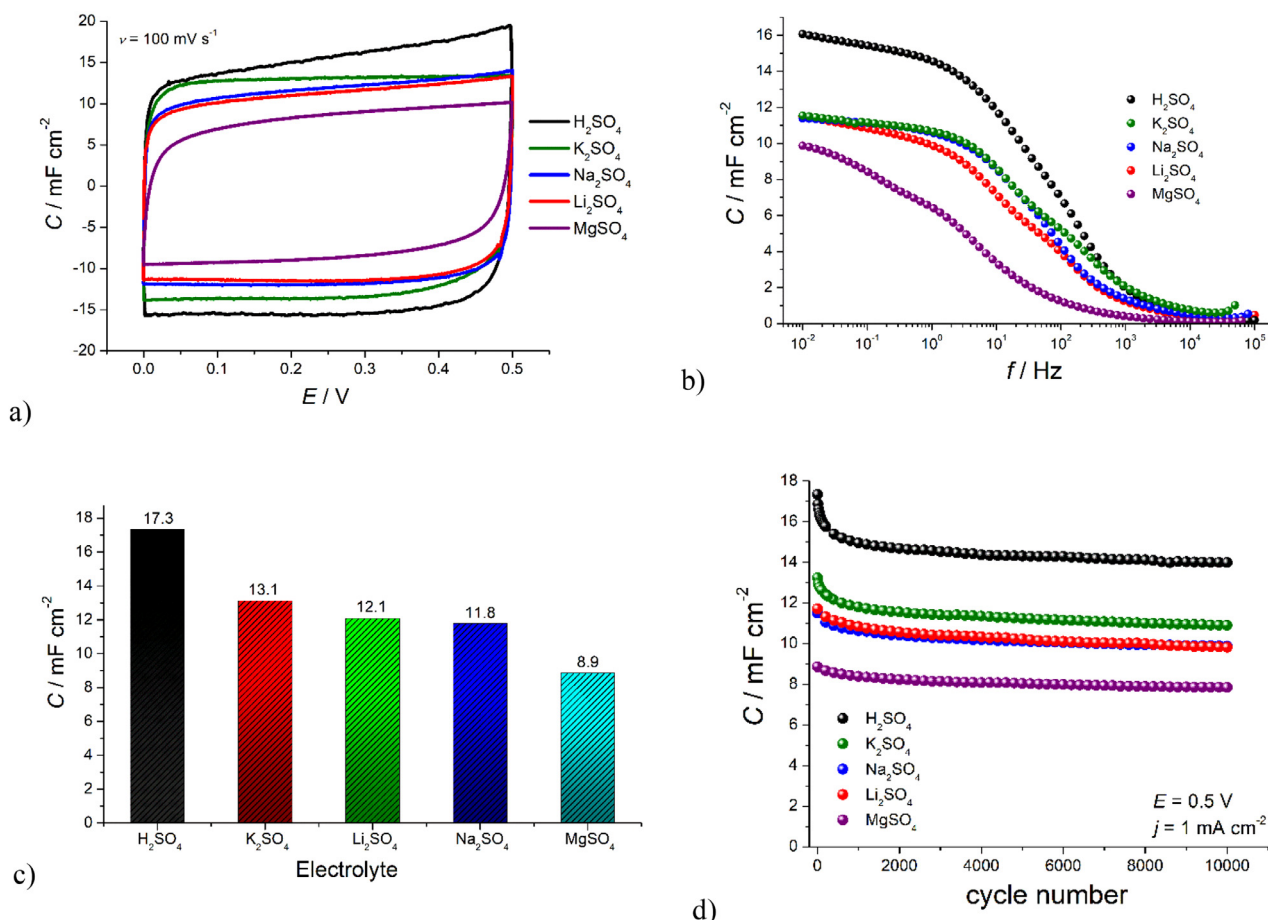 ν = 100 mV s⁻¹
20
15
10
5
0
-5
-10
-15
-20
C / mF cm⁻²
H₂SO₄
K₂SO₄
Na₂SO₄
Li₂SO₄
MgSO₄
0.0 0.1 0.2 0.3 0.4 0.5
E / V
a)
16
14
12
10
8
6
4
2
0
C / mF cm⁻²
H₂SO₄
K₂SO₄
Na₂SO₄
Li₂SO₄
MgSO₄
10⁻² 10⁻¹ 10⁰ 10¹ 10² 10³ 10⁴ 10⁵
f / Hz
b)
18
16
14
12
10
8
6
4
2
0
C / mF cm⁻²
17.3
13.1
12.1
11.8
8.9
H₂SO₄ K₂SO₄ Li₂SO₄ Na₂SO₄ MgSO₄
Electrolyte
c)
18
16
14
12
10
8
6
4
2
0
C / mF cm⁻²
H₂SO₄
K₂SO₄
Na₂SO₄
Li₂SO₄
MgSO₄
E = 0.5 V
j = 1 mA cm⁻²
0 2000 4000 6000 8000 10000
cycle number
d)